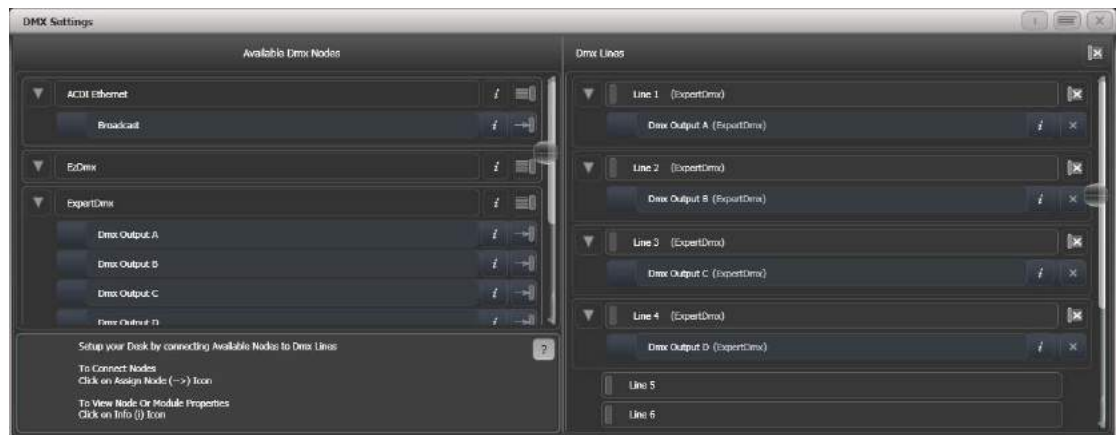 DMX Settings
Available Dmx Nodes
ACDI Ethernet
i
Broadcast
i
EzDmx
i
ExpertDmx
i
Dmx Output A
i
Dmx Output B
i
Dmx Output C
i
Dmx Output D
i
Setup your Desk by connecting Available Nodes to Dmx Lines
?
To Connect Nodes
Click on Assign Node (-->) Icon
To View Node Or Module Properties
Click on Info (i) Icon
Dmx Lines
Line 1 (ExpertDmx)
Dmx Output A (ExpertDmx)
i
Line 2 (ExpertDmx)
Dmx Output B (ExpertDmx)
i
Line 3 (ExpertDmx)
Dmx Output C (ExpertDmx)
i
Line 4 (ExpertDmx)
Dmx Output D (ExpertDmx)
i
Line 5
Line 6